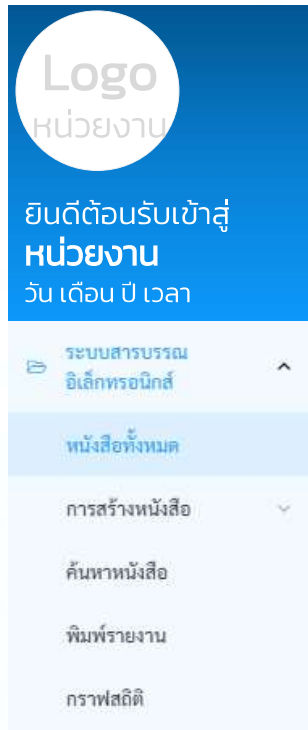 Logo
หน่วยงาน
ยินดีต้อนรับเข้าสู่
หน่วยงาน
วัน เดือน ปี เวลา
ระบบสารบรรณ
อิเล็กทรอนิกส์
หนังสือทั้งหมด
การสร้างหนังสือ
ค้นหาหนังสือ
พิมพ์รายงาน
กราฟสถิติ